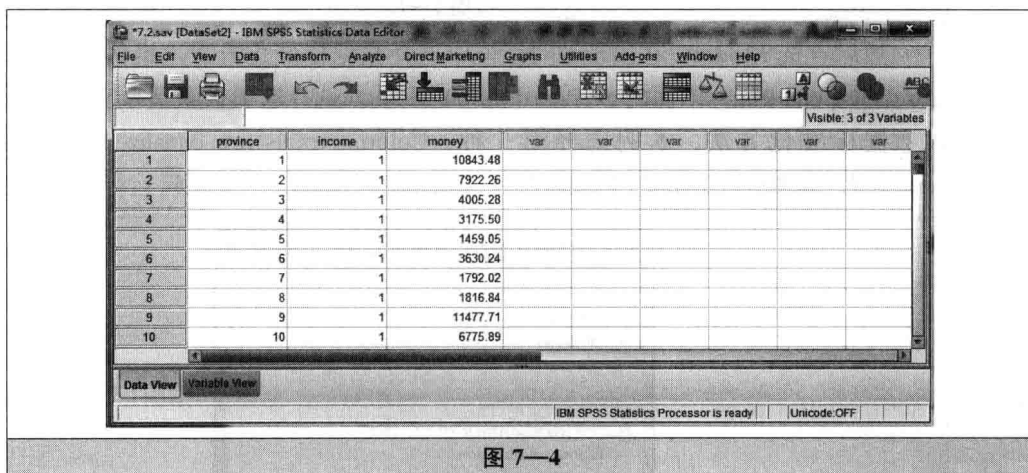 *7.2.sav [DataSet2] - IBM SPSS Statistics Data Editor
File Edit View Data Transform Analyze Direct Marketing Graphs Utilities Add-ons Window Help
Visible: 3 of 3 Variables
province income money var var var var var var
1 1 1 10843.48
2 2 1 7922.26
3 3 1 4005.28
4 4 1 3175.50
5 5 1 1459.05
6 6 1 3630.24
7 7 1 1792.02
8 8 1 1816.84
9 9 1 11477.71
10 10 1 6775.89
Data View Variable View
IBM SPSS Statistics Processor is ready Unicode:OFF
图 7—4